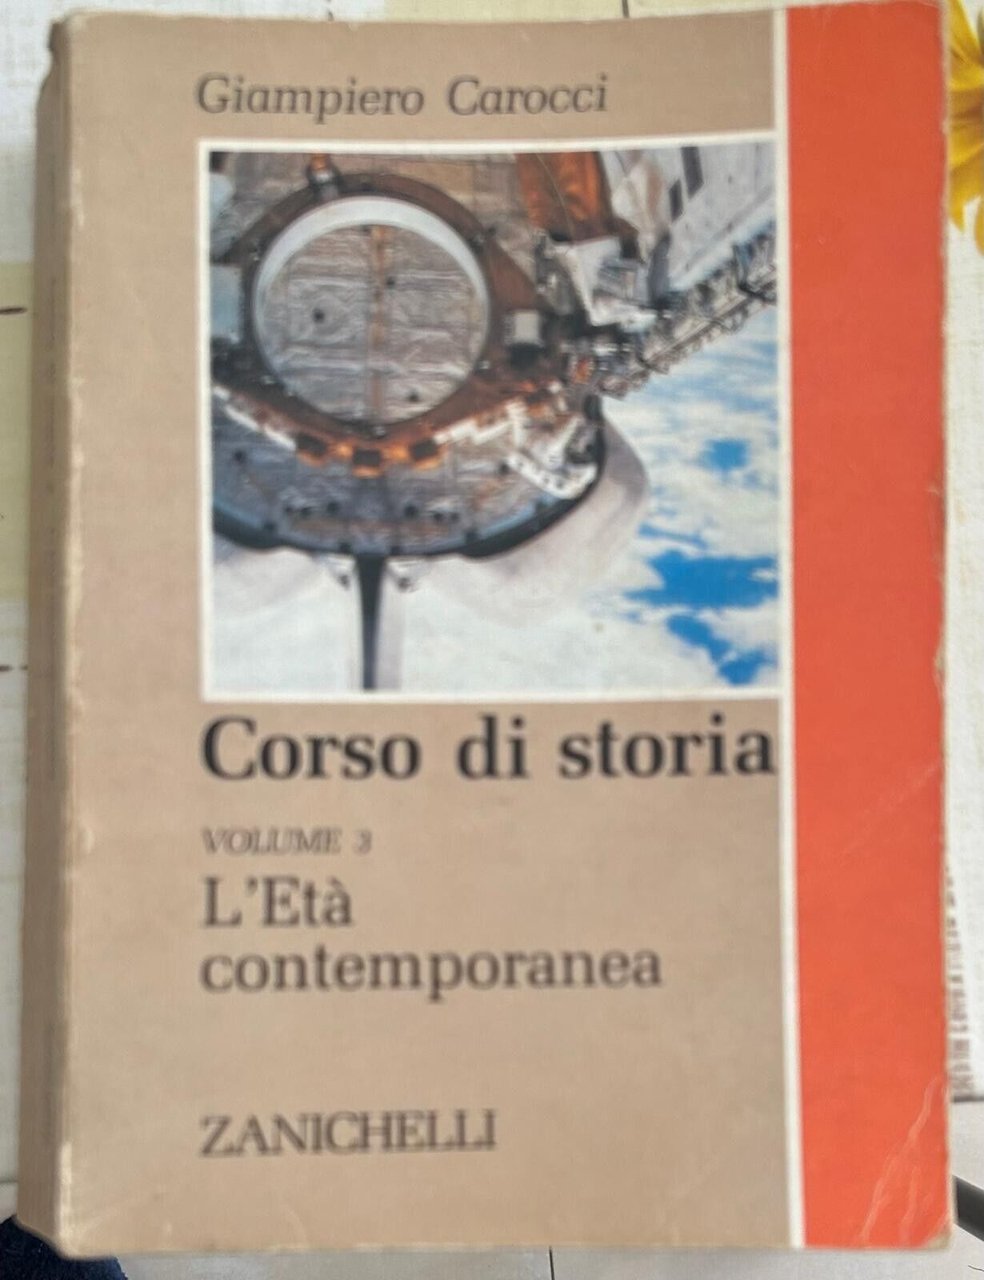 Giampiero Carocci
Corso di storia
VOLUME 3
L'Età
contemporanea
ZANICHELLI